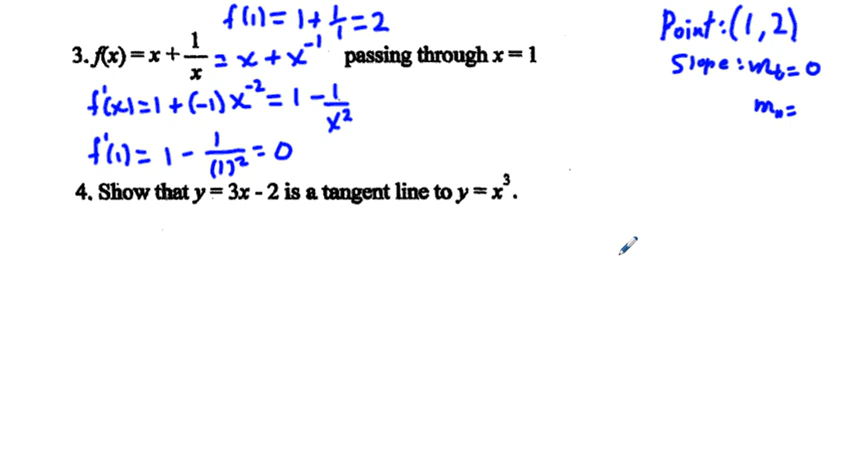 f(1) = 1 + 1/1 = 2
3. f(x) = x + 1/x = x + x⁻¹ passing through x = 1
f'(x) = 1 + (-1)x⁻² = 1 - 1/x²
f'(1) = 1 - 1/(1)² = 0
4. Show that y = 3x - 2 is a tangent line to y = x³.
Point: (1, 2)
Slope: m_t = 0
m_n =